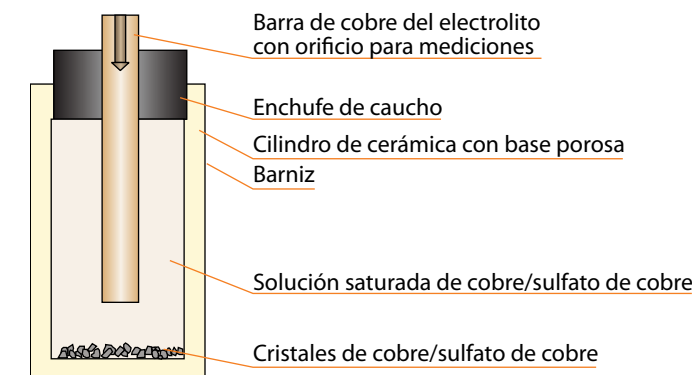 Barra de cobre del electrolito
con orificio para mediciones
Enchufe de caucho
Cilindro de cerámica con base porosa
Barniz
Solución saturada de cobre/sulfato de cobre
Cristales de cobre/sulfato de cobre